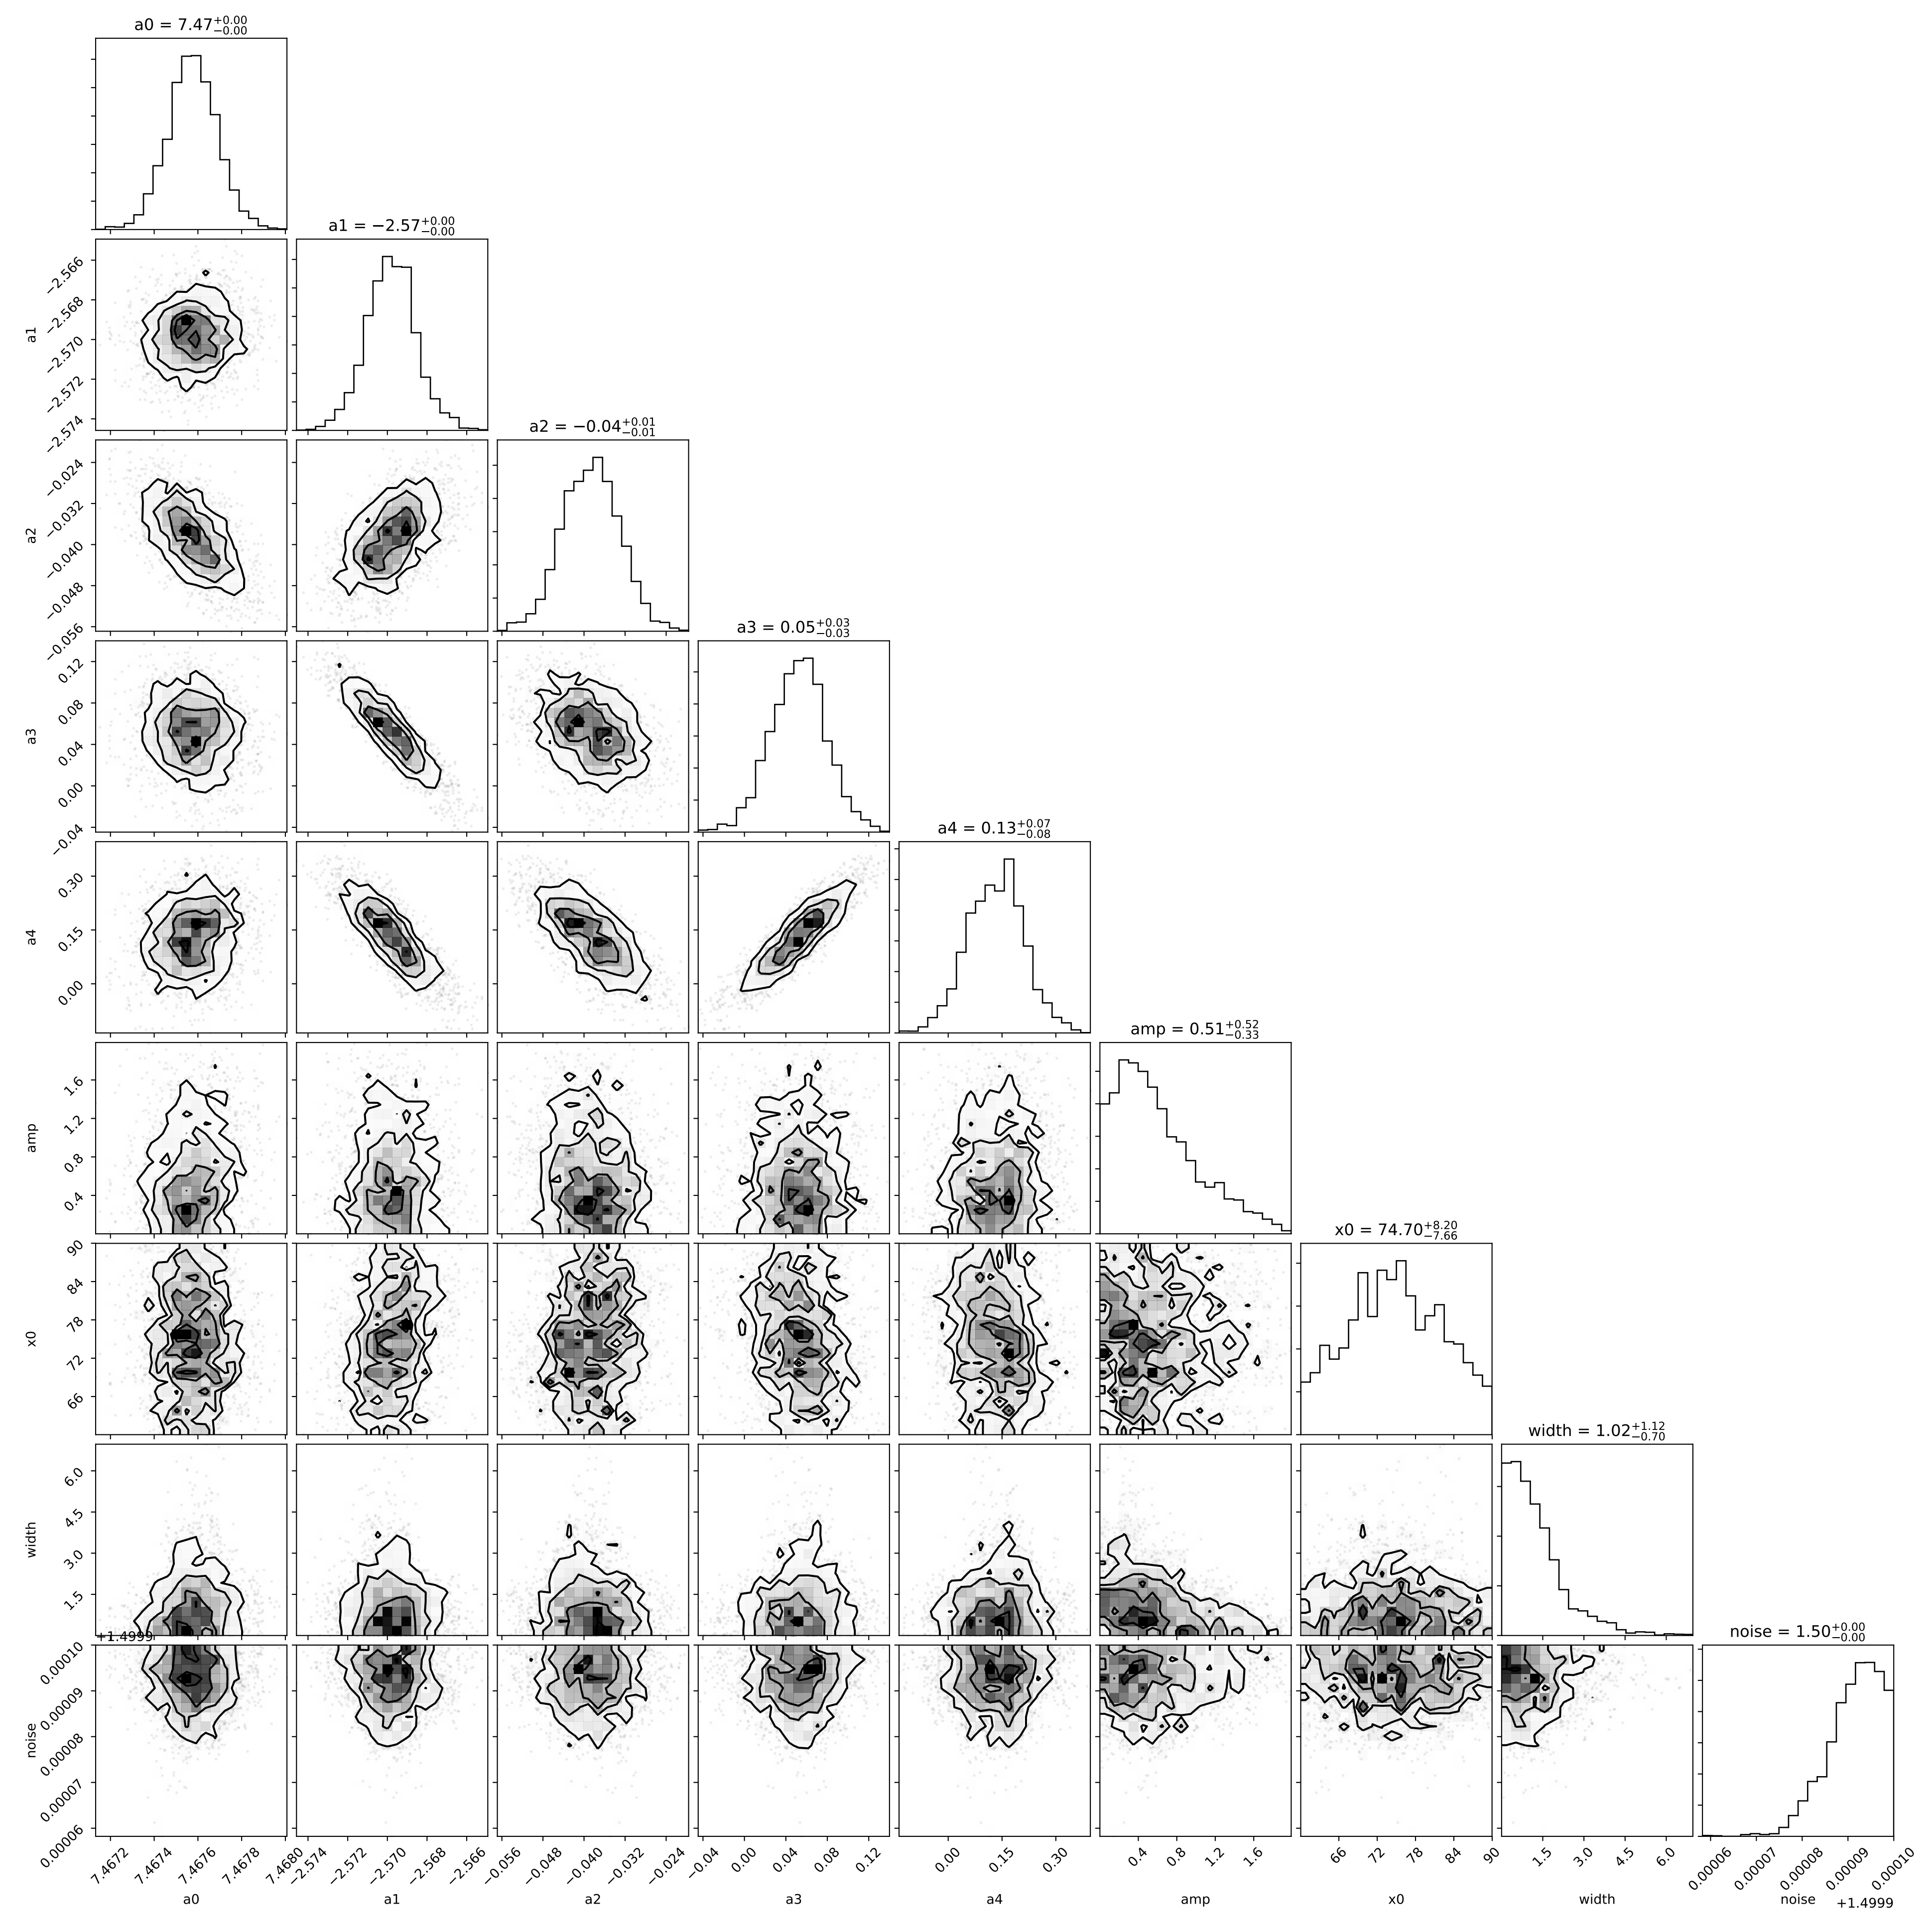 a0 = 7.47+0.00−0.00
a1 = −2.57+0.00−0.00
−2.566
−2.568
−2.570
−2.572
−2.574
a1
a2 = −0.04+0.01−0.01
−0.024
−0.032
−0.040
−0.048
−0.056
a2
a3 = 0.05+0.03−0.03
0.12
0.08
0.04
0.00
−0.04
a3
a4 = 0.13+0.07−0.08
0.30
0.15
0.00
a4
amp = 0.51+0.52−0.33
1.6
1.2
0.8
0.4
amp
x0 = 74.70+8.20−7.66
90
84
78
72
66
x0
width = 1.02+1.12−0.70
6.0
4.5
3.0
1.5
width
noise = 1.50+0.00−0.00
+1.4999
0.00010
0.00009
0.00008
0.00007
0.00006
noise
7.4672 7.4674 7.4676 7.4678 7.4680
−2.574 −2.572 −2.570 −2.568 −2.566
−0.056 −0.048 −0.040 −0.032 −0.024
−0.04 0.00 0.04 0.08 0.12
0.00 0.15 0.30
0.4 0.8 1.2 1.6
66 72 78 84 90
1.5 3.0 4.5 6.0
0.00006 0.00007 0.00008 0.00009 0.00010
a0 a1 a2 a3 a4 amp x0 width noise +1.4999